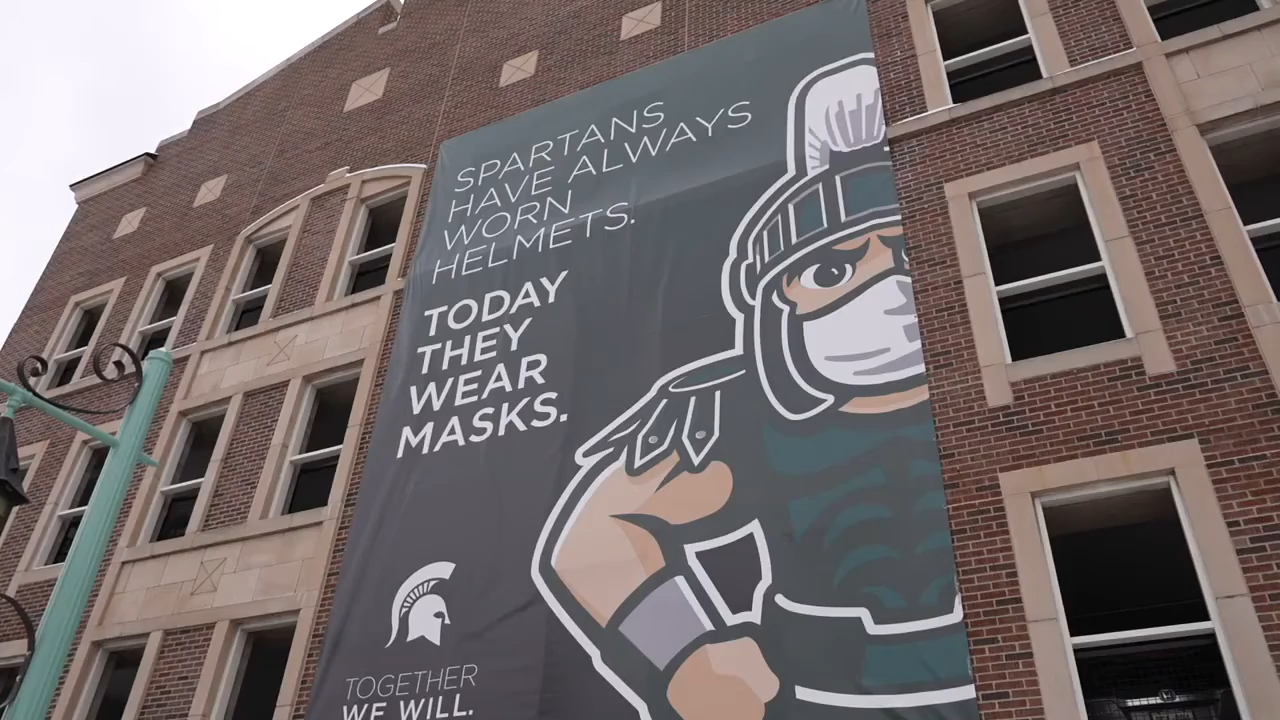 SPARTANS
HAVE ALWAYS
WORN
HELMETS.
TODAY
THEY
WEAR
MASKS.
TOGETHER
WE WILL.